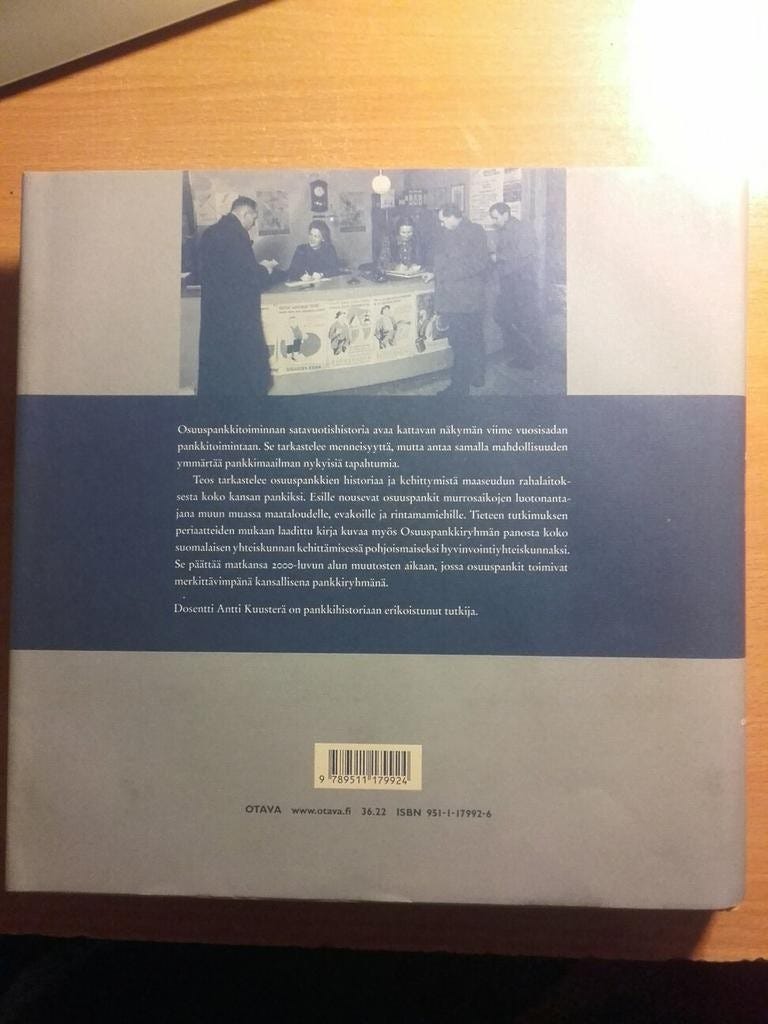 Osuuspankkitoiminnan satavuotishistoria avaa kattavan näkymän viime vuosisadan
pankkitoimintaan. Se tarkastelee menneisyyttä, mutta antaa samalla mahdollisuuden
ymmärtää pankkimaailman nykyisiä tapahtumia.
Teos tarkastelee osuuspankkien historiaa ja kehittymistä maaseudun rahalaitok-
sesta koko kansan pankiksi. Esille nousevat osuuspankit murrosaikojen luotonanta-
jana muun muassa maataloudelle, evakoille ja rintamamiehille. Tieteen tutkimuksen
periaatteiden mukaan laadittu kirja kuvaa myös Osuuspankkiryhmän panosta koko
suomalaisen yhteiskunnan kehittämisessä pohjoismaiseksi hyvinvointiyhteiskunnaksi.
Se päättää matkansa 2000-luvun alun muutosten aikaan, jossa osuuspankit toimivat
merkittävimpänä kansallisena pankkiryhmänä.
Dosentti Antti Kuusterä on pankkihistoriaan erikoistunut tutkija.
9 789511 179924
OTAVA www.otava.fi 36.22 ISBN 951-1-17992-6